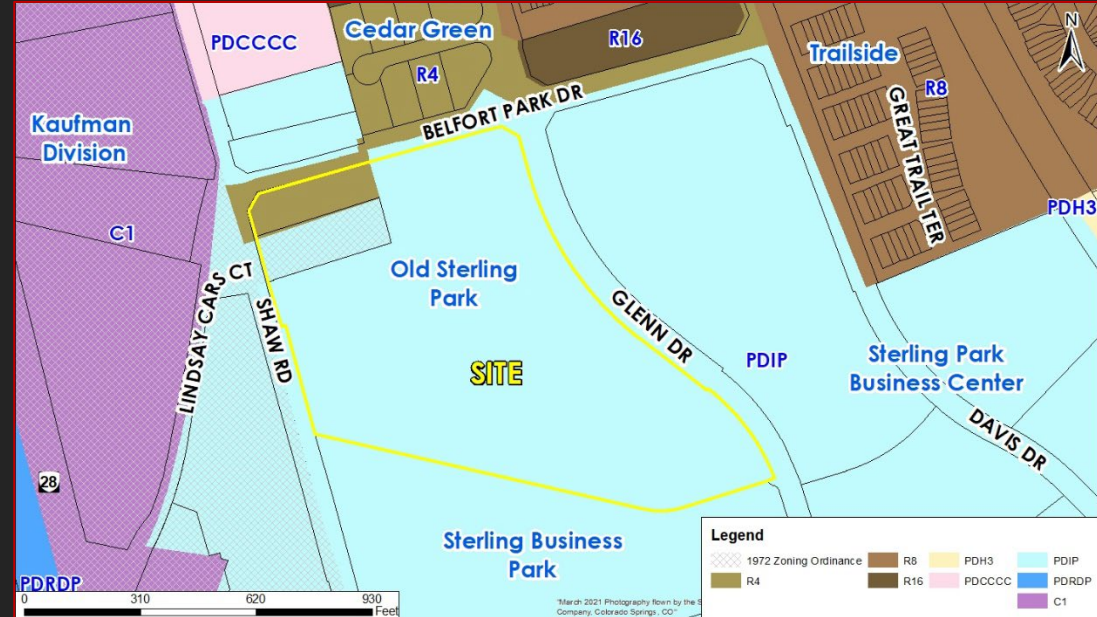 PDCCCC
Cedar Green
R4
R16
Trailside
R8
N
Kaufman
Division
BELFORT PARK DR
GREAT TRAIL TER
PDH3
C1
LINDSAY CARS CT
SHAW RD
Old Sterling
Park
GLENN DR
SITE
PDIP
Sterling Park
Business Center
DAVIS DR
28
Sterling Business
Park
PDRDP
0 310 620 930
Feet
"March 2021 Photography flown by the S
Company, Colorado Springs, CO"
Legend
1972 Zoning Ordinance R8 PDH3 PDIP
R4 R16 PDCCCC PDRDP
C1